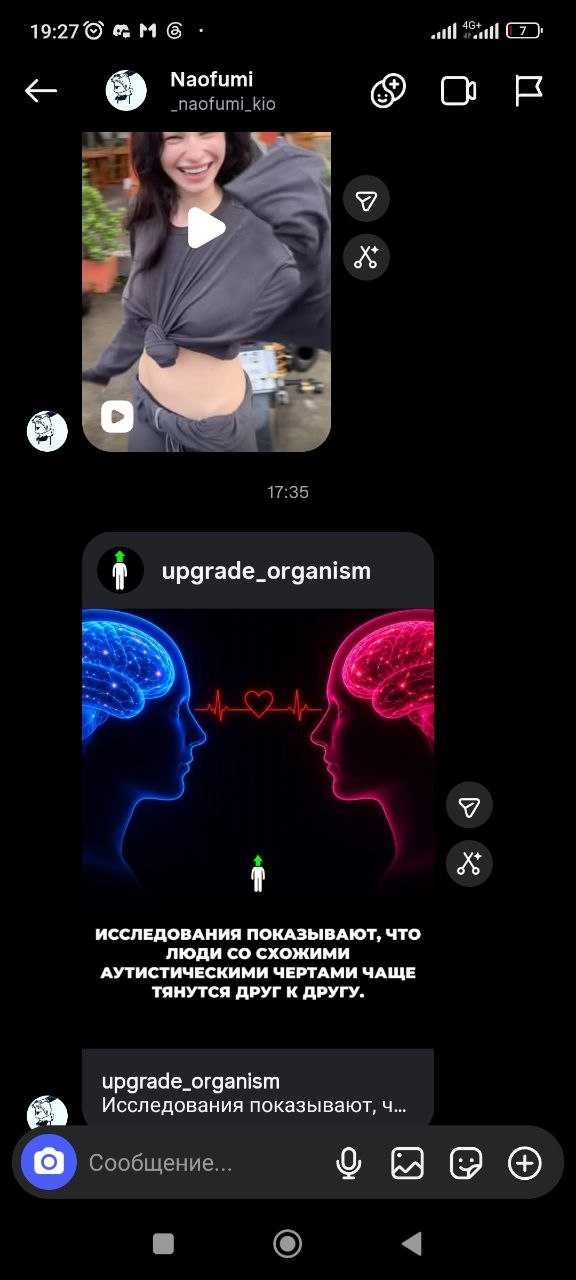 19:27
4G+
7
Naofumi
_naofumi_kio
17:35
upgrade_organism
ИССЛЕДОВАНИЯ ПОКАЗЫВАЮТ, ЧТО
ЛЮДИ СО СХОЖИМИ
АУТИСТИЧЕСКИМИ ЧЕРТАМИ ЧАЩЕ
ТЯНУТСЯ ДРУГ К ДРУГУ.
upgrade_organism
Исследования показывают, ч...
Сообщение...